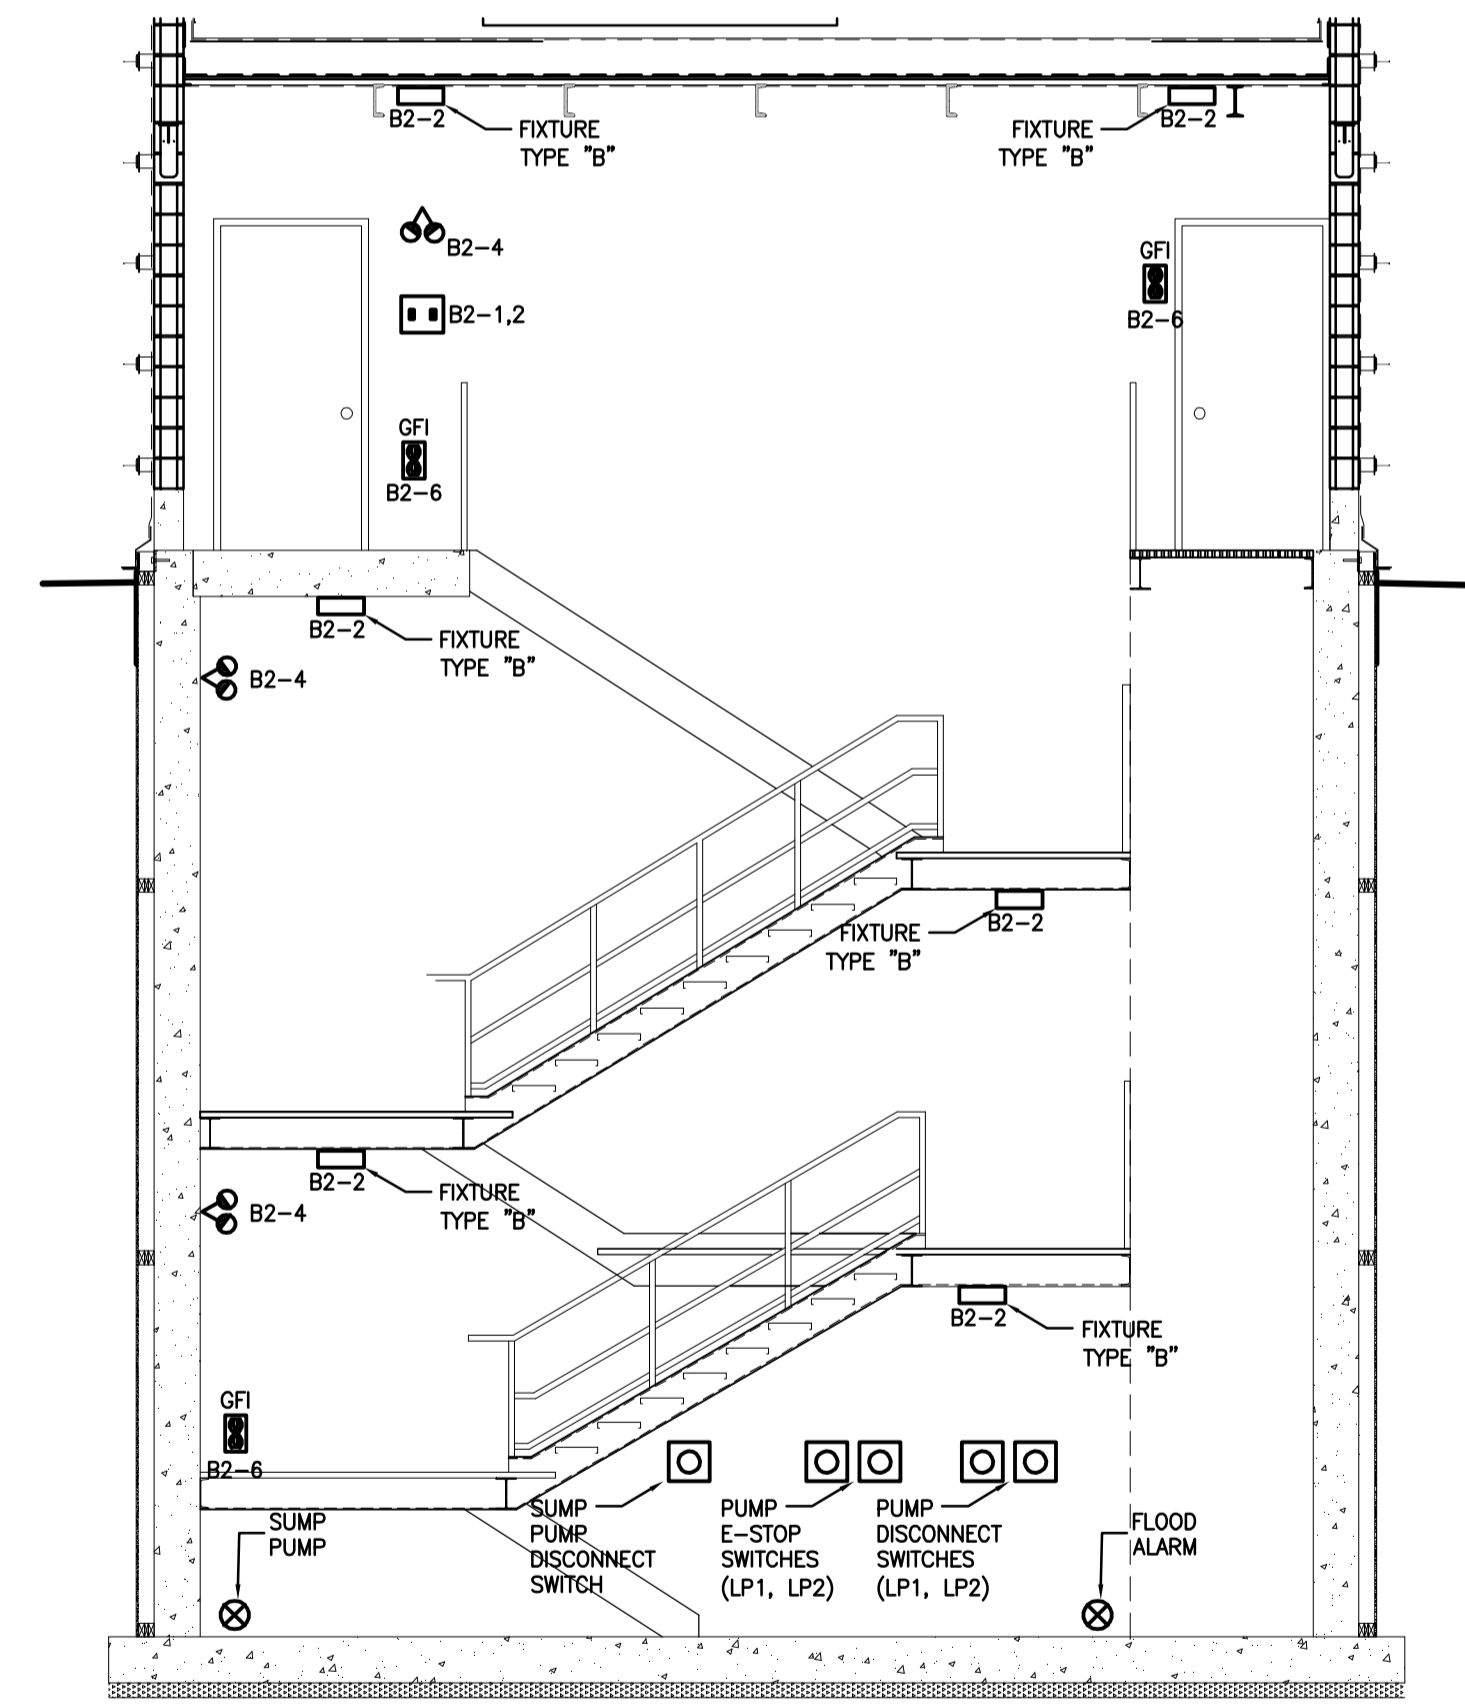 B2-2
FIXTURE
TYPE "B"
FIXTURE
TYPE "B"
B2-2
B2-4
B2-1,2
GFI
B2-6
GFI
B2-6
B2-2
FIXTURE
TYPE "B"
B2-4
B2-2
FIXTURE
TYPE "B"
B2-2
FIXTURE
TYPE "B"
B2-4
B2-2
FIXTURE
TYPE "B"
GFI
B2-6
SUMP
PUMP
SUMP
PUMP
DISCONNECT
SWITCH
PUMP
E-STOP
SWITCHES
(LP1, LP2)
PUMP
DISCONNECT
SWITCHES
(LP1, LP2)
FLOOD
ALARM